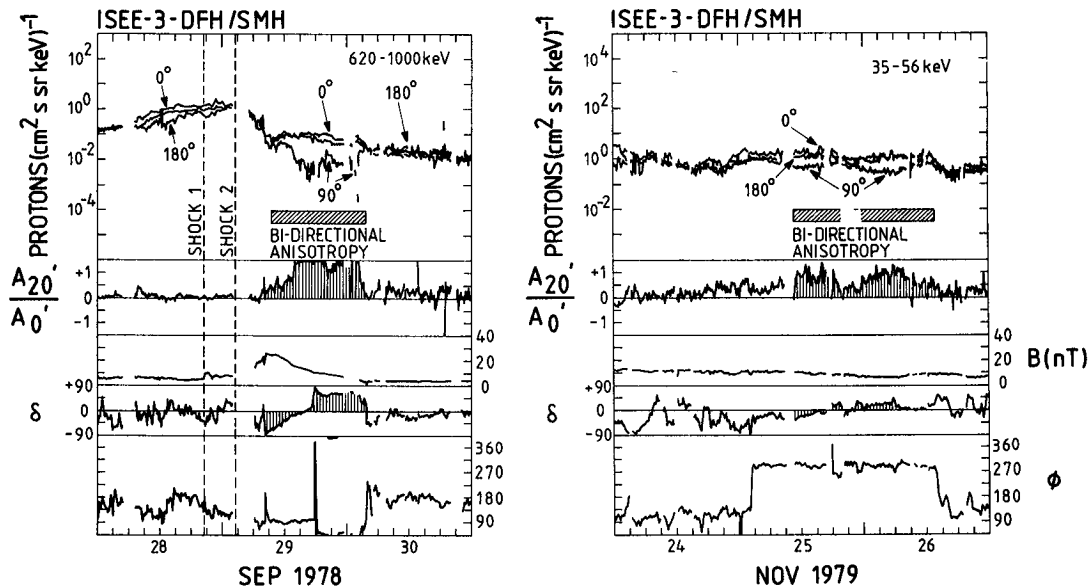 ISEE-3-DFH/SMH
PROTONS(cm² s sr keV)⁻¹
10²
10⁰
10⁻²
10⁻⁴
620-1000keV
0°
180°
0°
180°
90°
SHOCK 1
SHOCK 2
BI-DIRECTIONAL
ANISOTROPY
A₂₀'
A₀'
+1
0
-1
40
20
0
δ
+90
0
-90
360
270
180
90
28
29
30
SEP 1978
ISEE-3-DFH/SMH
PROTONS(cm² s sr keV)⁻¹
10⁴
10²
10⁰
10⁻²
35-56keV
0°
180°
90°
BI-DIRECTIONAL
ANISOTROPY
A₂₀'
A₀'
+1
0
-1
40
20
0
B(nT)
δ
+90
0
-90
360
270
180
90
ϕ
24
25
26
NOV 1979